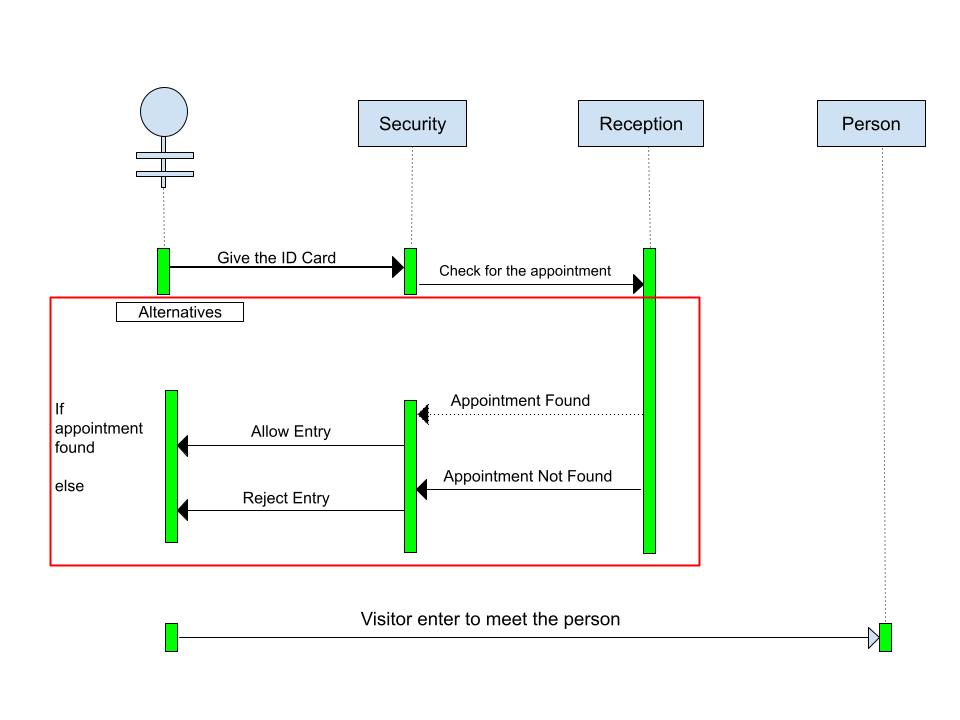 Security
Reception
Person
Give the ID Card
Check for the appointment
Alternatives
If
appointment
found
else
Appointment Found
Allow Entry
Appointment Not Found
Reject Entry
Visitor enter to meet the person